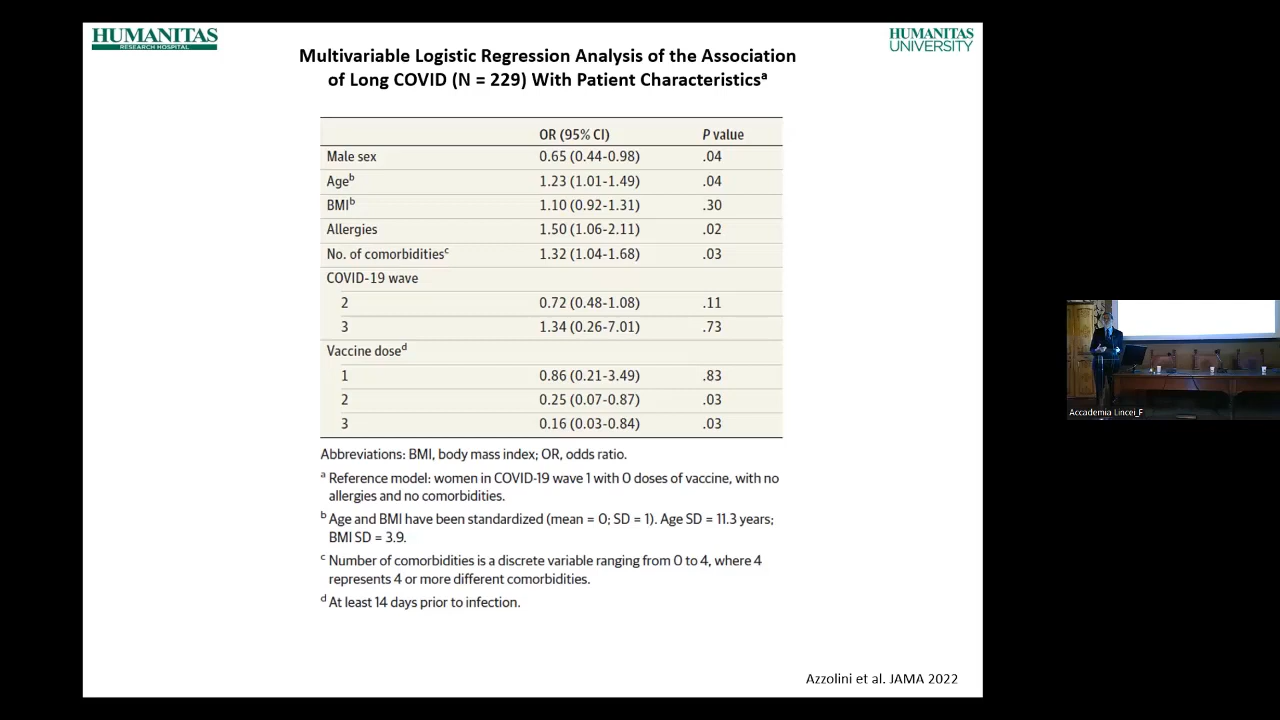 HUMANITAS
RESEARCH HOSPITAL
HUMANITAS
UNIVERSITY
Multivariable Logistic Regression Analysis of the Association
of Long COVID (N = 229) With Patient Characteristicsᵃ
OR (95% CI) P value
Male sex 0.65 (0.44-0.98) .04
Ageᵇ 1.23 (1.01-1.49) .04
BMIᵇ 1.10 (0.92-1.31) .30
Allergies 1.50 (1.06-2.11) .02
No. of comorbiditiesᶜ 1.32 (1.04-1.68) .03
COVID-19 wave
2 0.72 (0.48-1.08) .11
3 1.34 (0.26-7.01) .73
Vaccine doseᵈ
1 0.86 (0.21-3.49) .83
2 0.25 (0.07-0.87) .03
3 0.16 (0.03-0.84) .03
Abbreviations: BMI, body mass index; OR, odds ratio.
ᵃ Reference model: women in COVID-19 wave 1 with 0 doses of vaccine, with no
allergies and no comorbidities.
ᵇ Age and BMI have been standardized (mean = 0; SD = 1). Age SD = 11.3 years;
BMI SD = 3.9.
ᶜ Number of comorbidities is a discrete variable ranging from 0 to 4, where 4
represents 4 or more different comorbidities.
ᵈ At least 14 days prior to infection.
Azzolini et al. JAMA 2022
Accademia Lincei_F